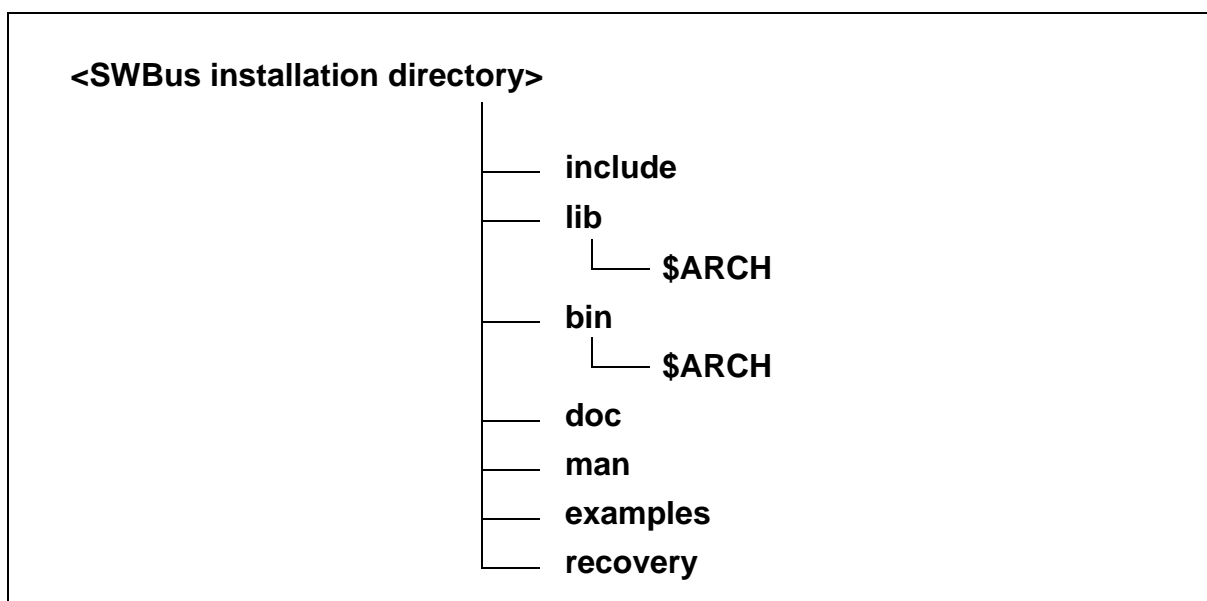 <SWBus installation directory>
include
lib
$ARCH
bin
$ARCH
doc
man
examples
recovery